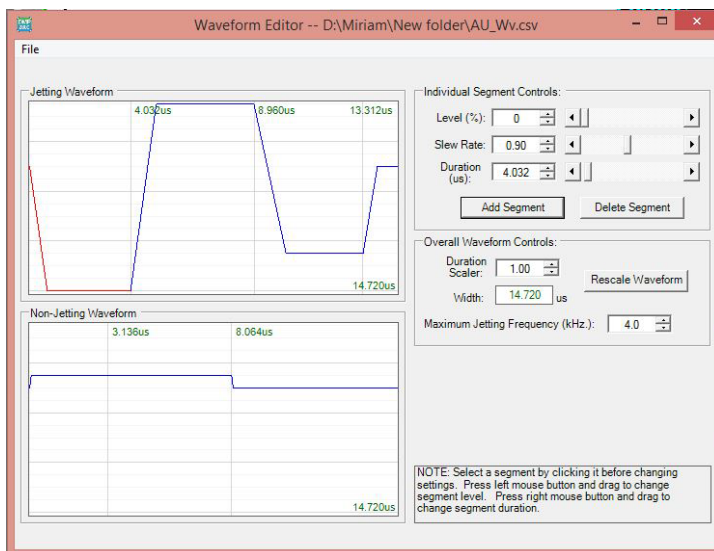 Waveform Editor -- D:\Miriam\New folder\AU_Wv.csv
File
Jetting Waveform
4.032us
8.960us
13.312us
14.720us
Non-Jetting Waveform
3.136us
8.064us
14.720us
Individual Segment Controls:
Level (%): 0
Slew Rate: 0.90
Duration
(us): 4.032
Add Segment Delete Segment
Overall Waveform Controls:
Duration
Scaler: 1.00
Rescale Waveform
Width: 14.720 us
Maximum Jetting Frequency (kHz.): 4.0
NOTE: Select a segment by clicking it before changing
settings. Press left mouse button and drag to change
segment level. Press right mouse button and drag to
change segment duration.